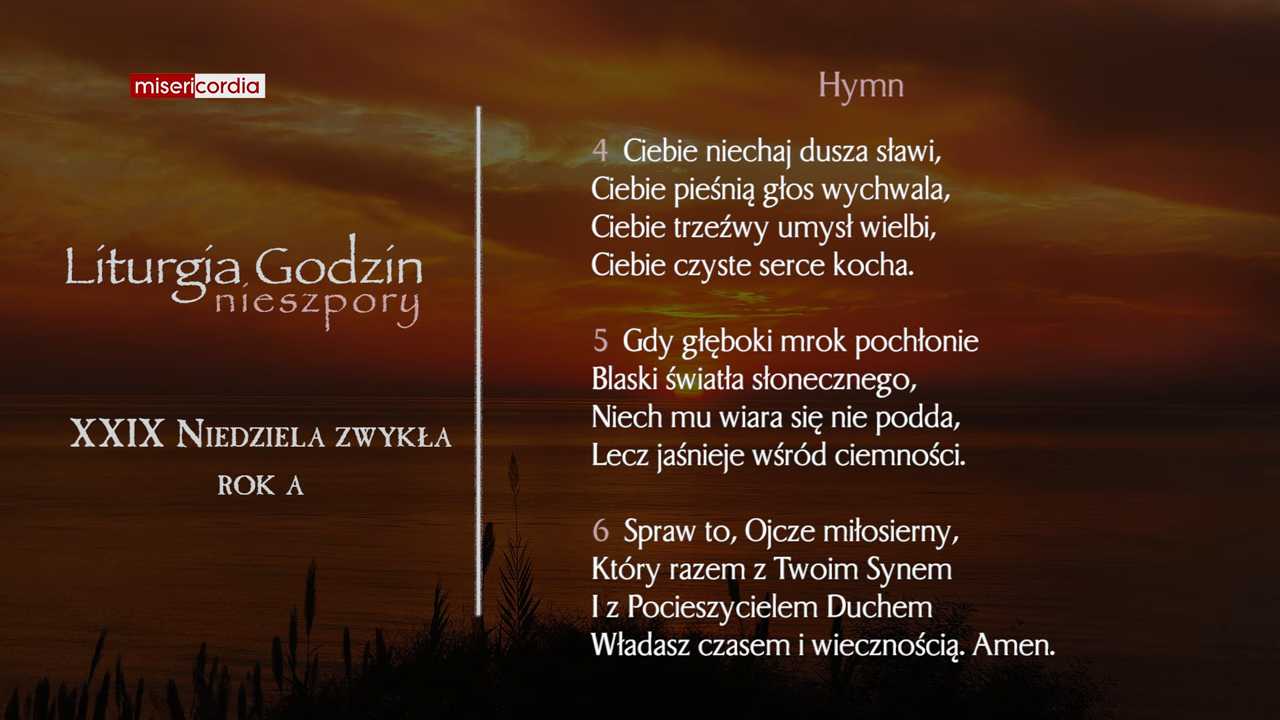 misericordia
Liturgia Godzin
nieszpory
XXIX Niedziela zwykła
rok A
Hymn
4 Ciebie niechaj dusza sławi,
Ciebie pieśnią głos wychwala,
Ciebie trzeźwy umysł wielbi,
Ciebie czyste serce kocha.
5 Gdy głęboki mrok pochłonie
Blaski światła słonecznego,
Niech mu wiara się nie podda,
Lecz jaśnieje wśród ciemności.
6 Spraw to, Ojcze miłosierny,
Który razem z Twoim Synem
I z Pocieszycielem Duchem
Władasz czasem i wiecznością. Amen.